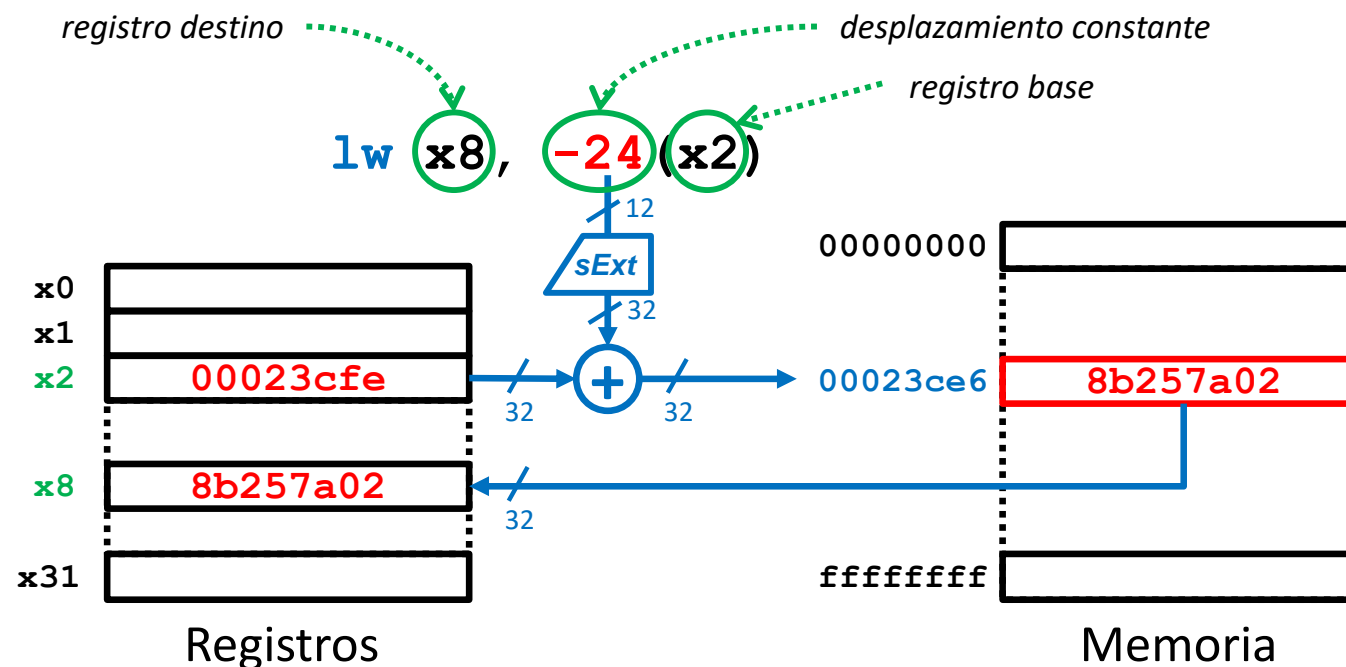 registro destino
desplazamiento constante
registro base
lw x8, -24(x2)
12
sExt
32
00000000
x0
x1
x2 00023cfe
+
32
32
00023ce6 8b257a02
x8 8b257a02
32
x31
ffffffff
Registros
Memoria